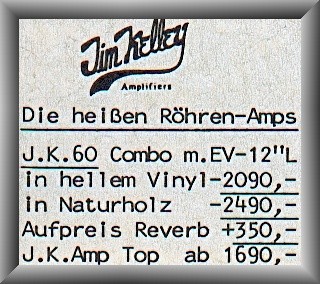 Jim Kelley
Amplifiers
Die heißen Röhren-Amps
J.K.60 Combo m.EV-12"L
in hellem Vinyl-2090,-
in Naturholz -2490,-
Aufpreis Reverb +350,-
J.K.Amp Top ab 1690,-